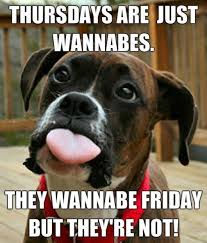 THURSDAYS ARE JUST
WANNABES.
THEY WANNABE FRIDAY
BUT THEY'RE NOT!